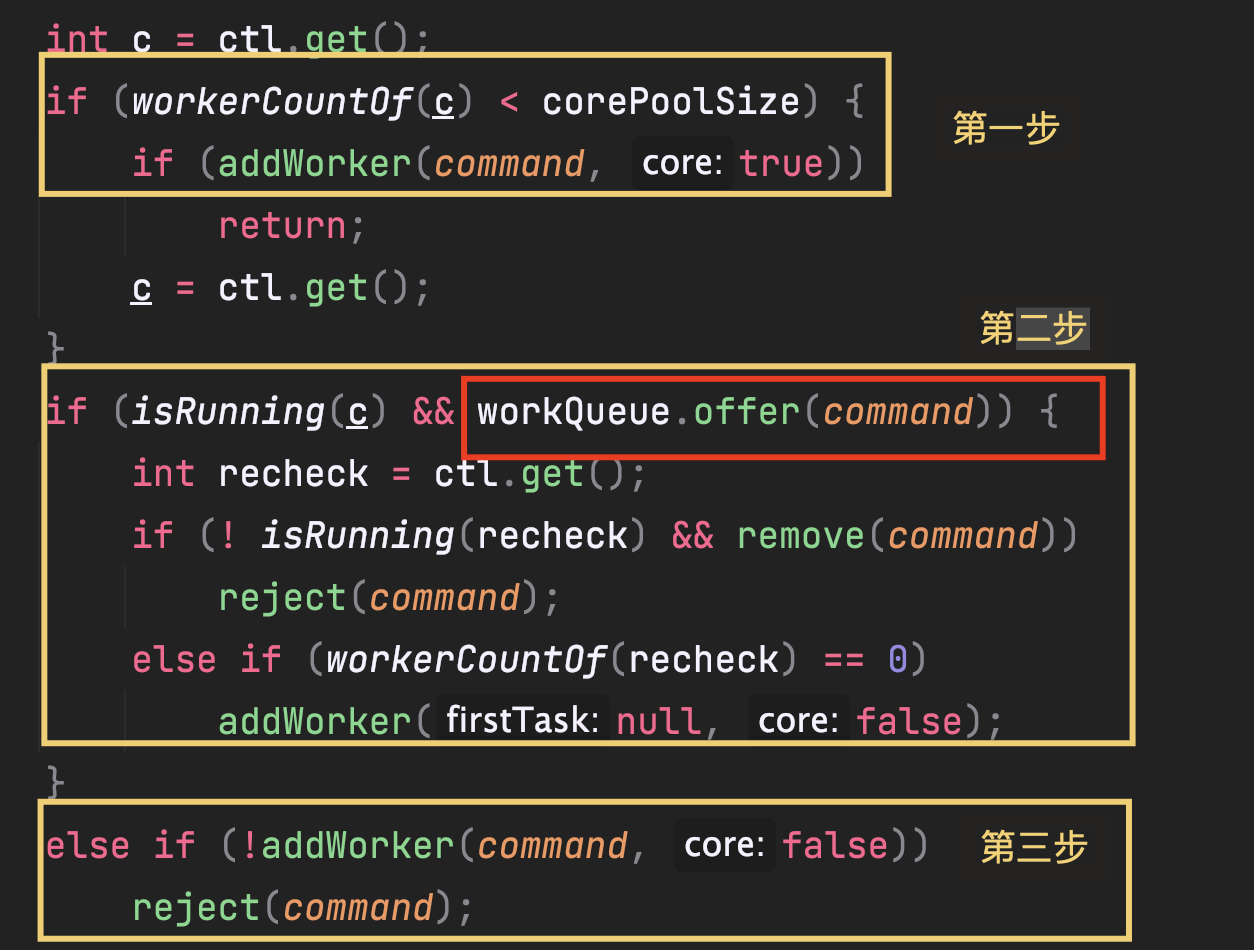 int c = ctl.get();
if (workerCountOf(c) < corePoolSize) {
第一步
if (addWorker(command, core: true))
return;
c = ctl.get();
第二步
}
if (isRunning(c) && workQueue.offer(command)) {
int recheck = ctl.get();
if (! isRunning(recheck) && remove(command))
reject(command);
else if (workerCountOf(recheck) == 0)
addWorker( firstTask: null, core: false);
}
else if (!addWorker(command, core: false))
第三步
reject(command);